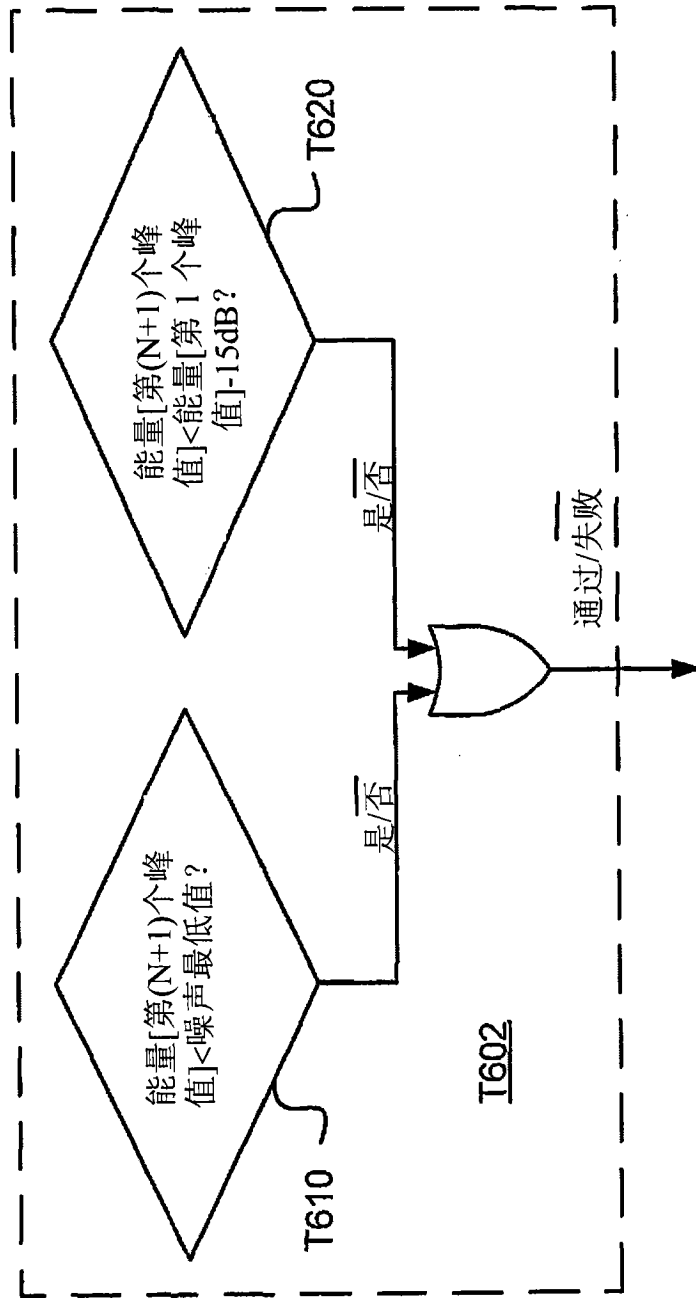 能量[第(N+1)个峰
值]<噪声最低值?
T610
能量[第(N+1)个峰
值]<能量[第 1 个峰
值]-15dB?
T620
是/否
是/否
通过/失败
T602